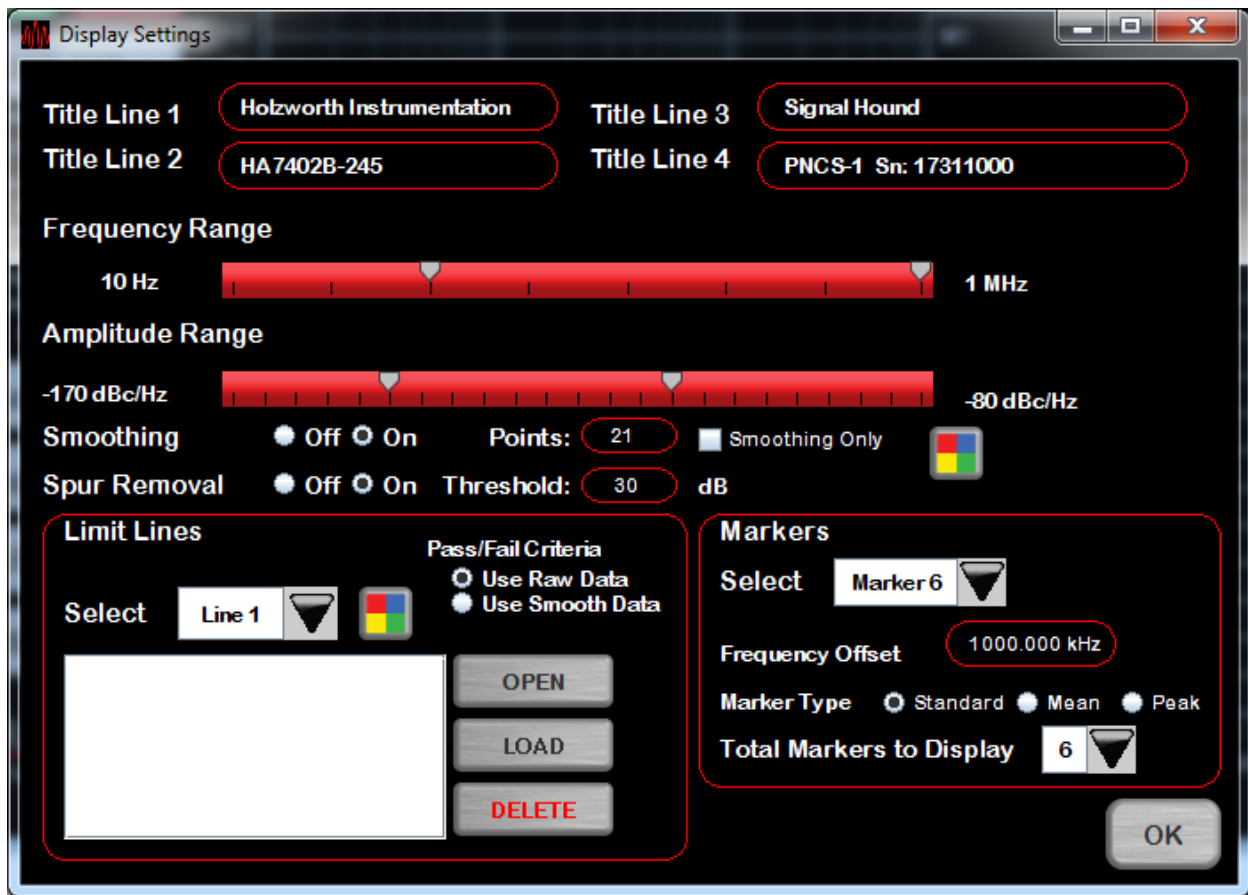 Display Settings
Title Line 1 Holzworth Instrumentation Title Line 3 Signal Hound
Title Line 2 HA7402B-245 Title Line 4 PNCS-1 Sn: 17311000
Frequency Range
10 Hz 1 MHz
Amplitude Range
-170 dBc/Hz -80 dBc/Hz
Smoothing Off On Points: 21 Smoothing Only
Spur Removal Off On Threshold: 30 dB
Limit Lines
Pass/Fail Criteria
Use Raw Data
Use Smooth Data
Select Line 1
OPEN
LOAD
DELETE
Markers
Select Marker 6
Frequency Offset 1000.000 kHz
Marker Type Standard Mean Peak
Total Markers to Display 6
OK